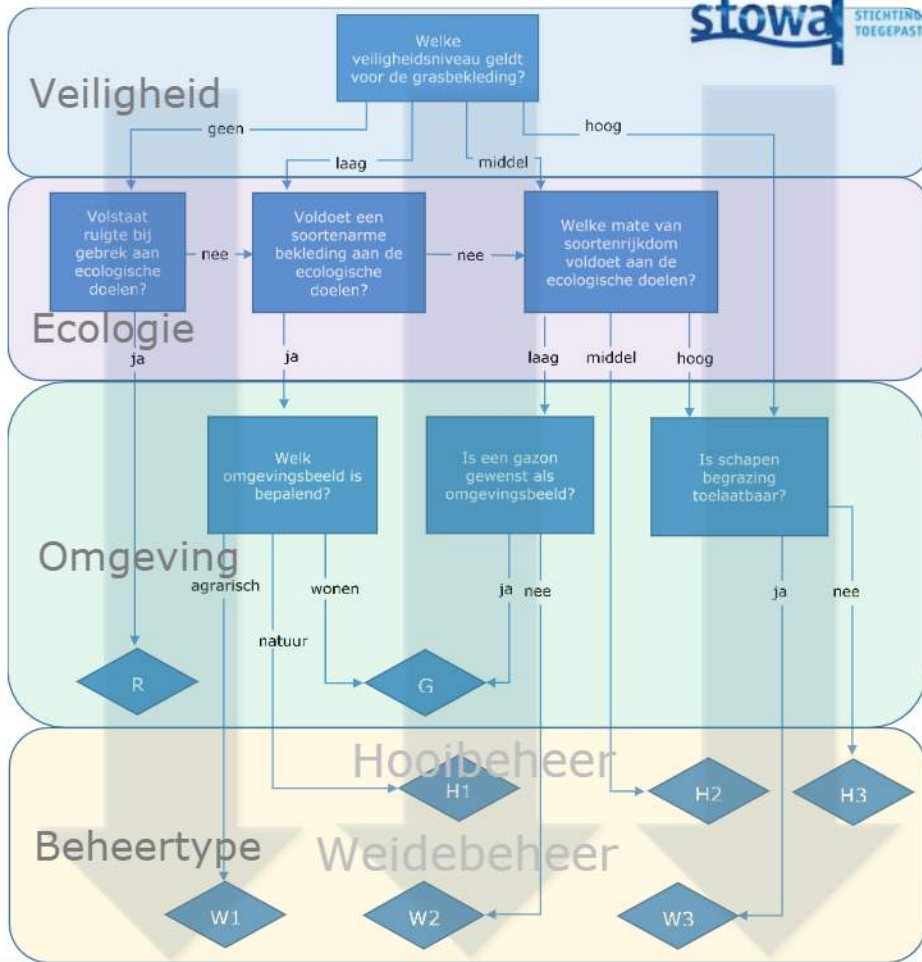 stowa
STICHTING
TOEGEPAST
Welke
veiligheidsniveau geldt
voor de grasbekleding?
Veiligheid
geen
laag
middel
hoog
Volstaat
ruigte bij
gebrek aan
ecologische
doelen?
nee
Voldoet een
soortenarme
bekleding aan de
ecologische
doelen?
nee
Welke mate van
soortenrijkdom
voldoet aan de
ecologische doelen?
Ecologie
ja
ja
laag
middel
hoog
Welk
omgevingsbeeld is
bepalend?
Is een gazon
gewenst als
omgevingsbeeld?
Is schapen
begrazing
toelaatbaar?
Omgeving
agrarisch
natuur
wonen
ja
nee
ja
nee
R
G
Hooibeheer
H1
H2
H3
Beheertype
Weidebeheer
W1
W2
W3